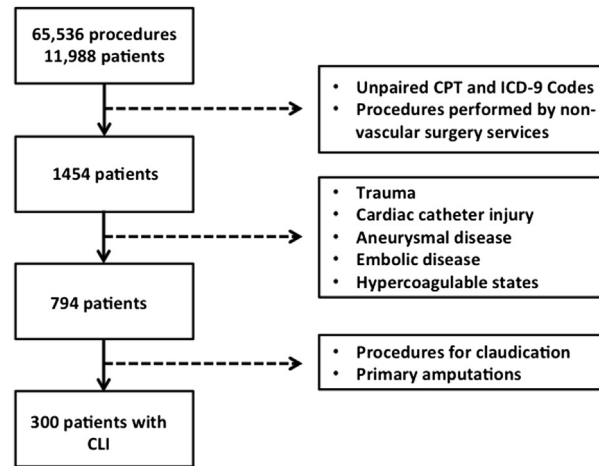 65,536 procedures
11,988 patients
• Unpaired CPT and ICD-9 Codes
• Procedures performed by non-
vascular surgery services
1454 patients
• Trauma
• Cardiac catheter injury
• Aneurysmal disease
• Embolic disease
• Hypercoagulable states
794 patients
• Procedures for claudication
• Primary amputations
300 patients with
CLI